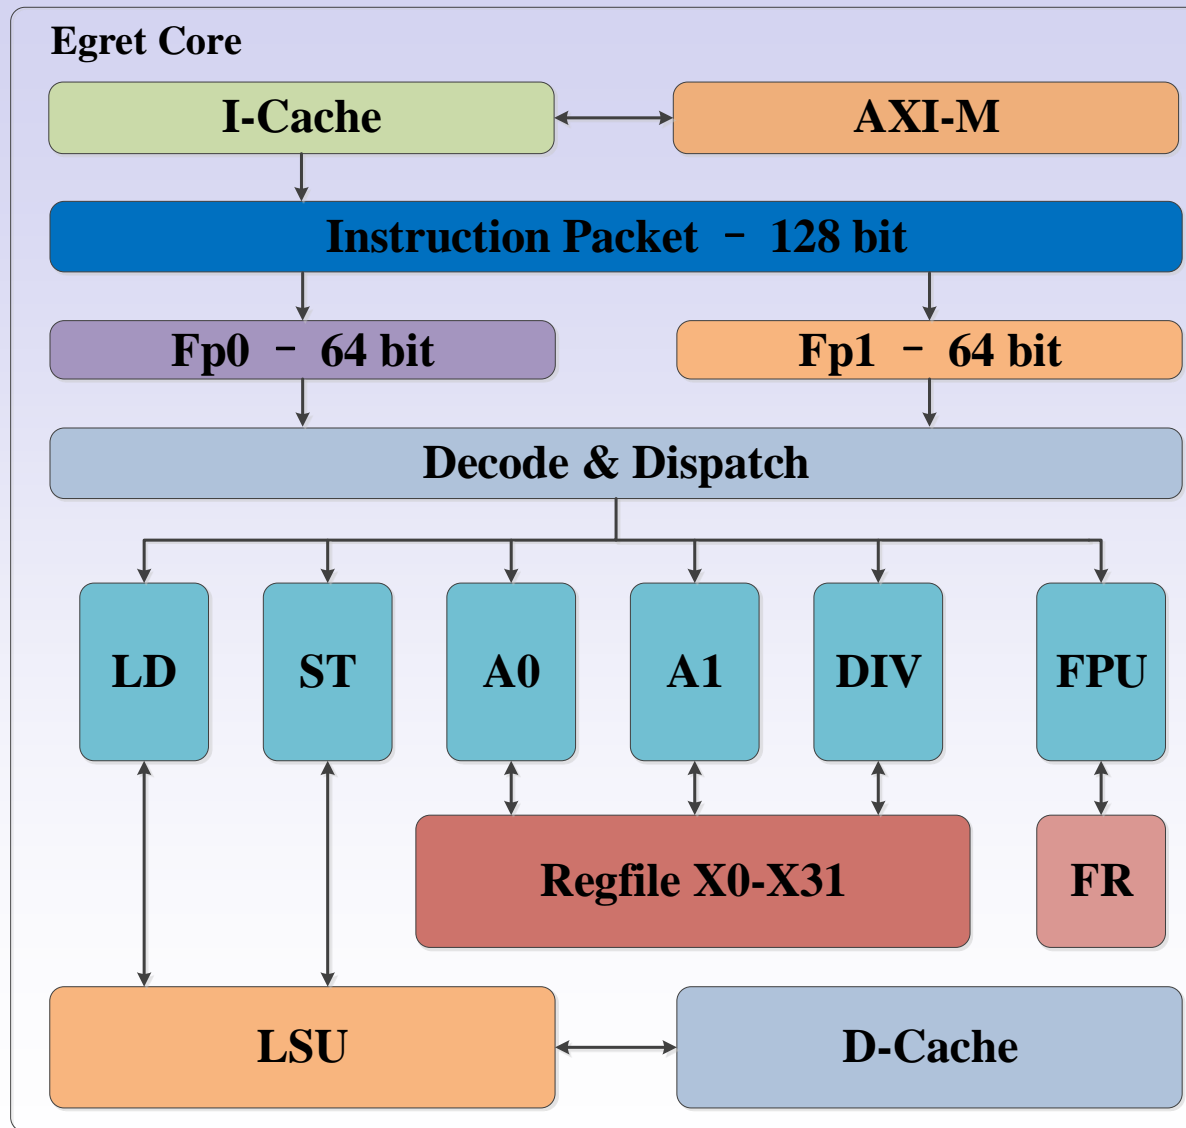 Egret Core
I-Cache
AXI-M
Instruction Packet － 128 bit
Fp0 － 64 bit
Fp1 － 64 bit
Decode & Dispatch
LD
ST
A0
A1
DIV
FPU
Regfile X0-X31
FR
LSU
D-Cache